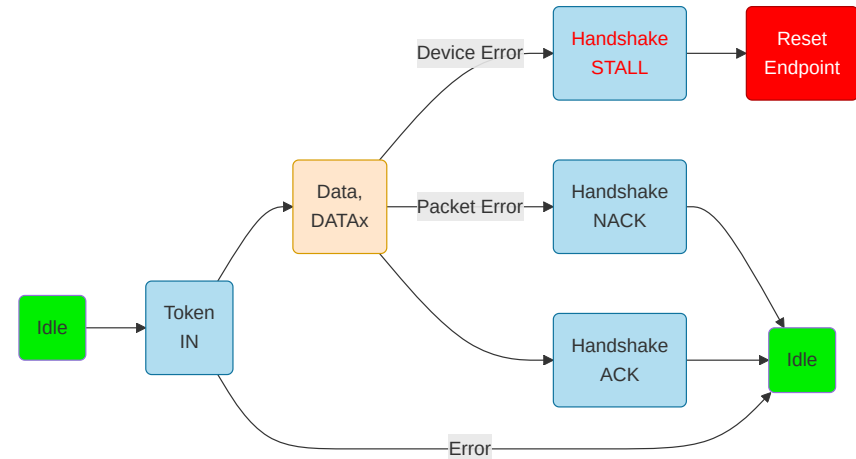 Device Error
Handshake
STALL
Reset
Endpoint
Data,
DATAx
Packet Error
Handshake
NACK
Idle
Token
IN
Handshake
ACK
Idle
Error